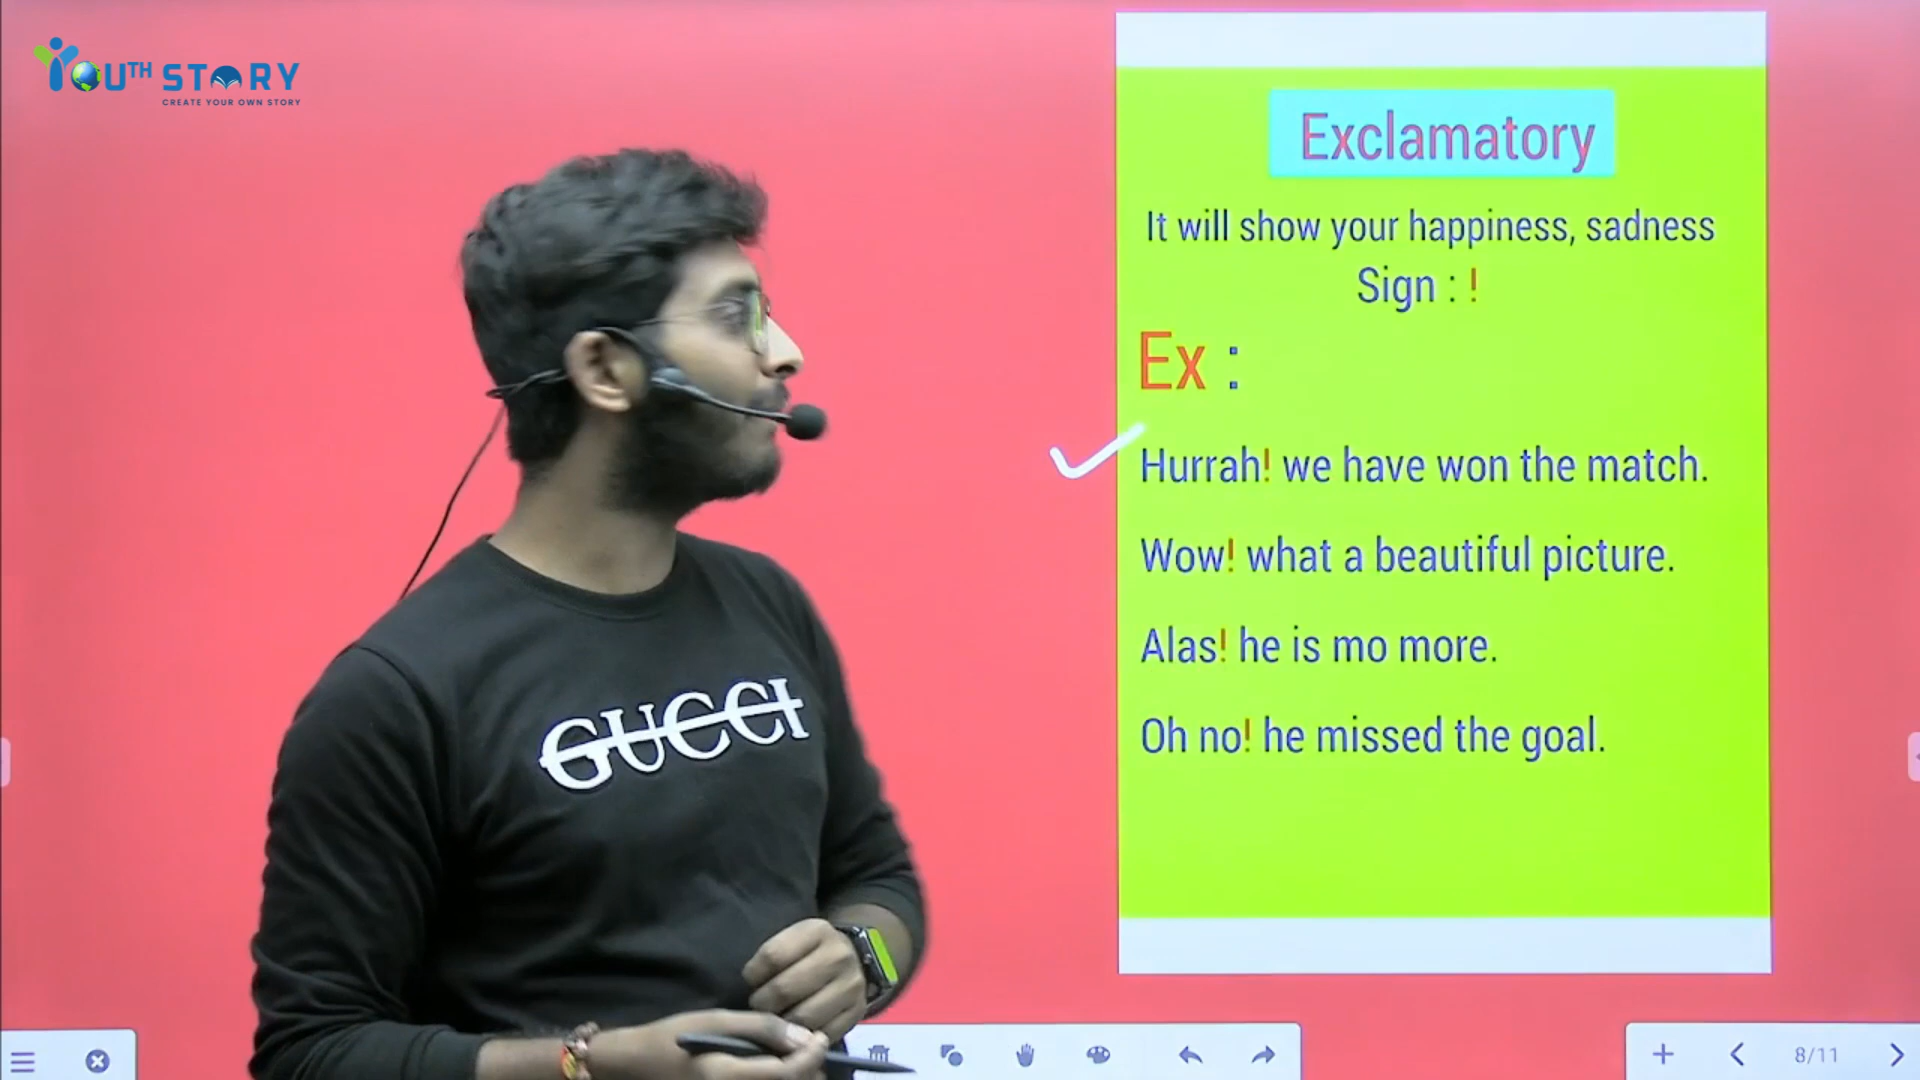 YOUTH STORY
CREATE YOUR OWN STORY
Exclamatory
It will show your happiness, sadness
Sign : !
Ex :
Hurrah! we have won the match.
Wow! what a beautiful picture.
Alas! he is mo more.
Oh no! he missed the goal.
GUCCI
8/11